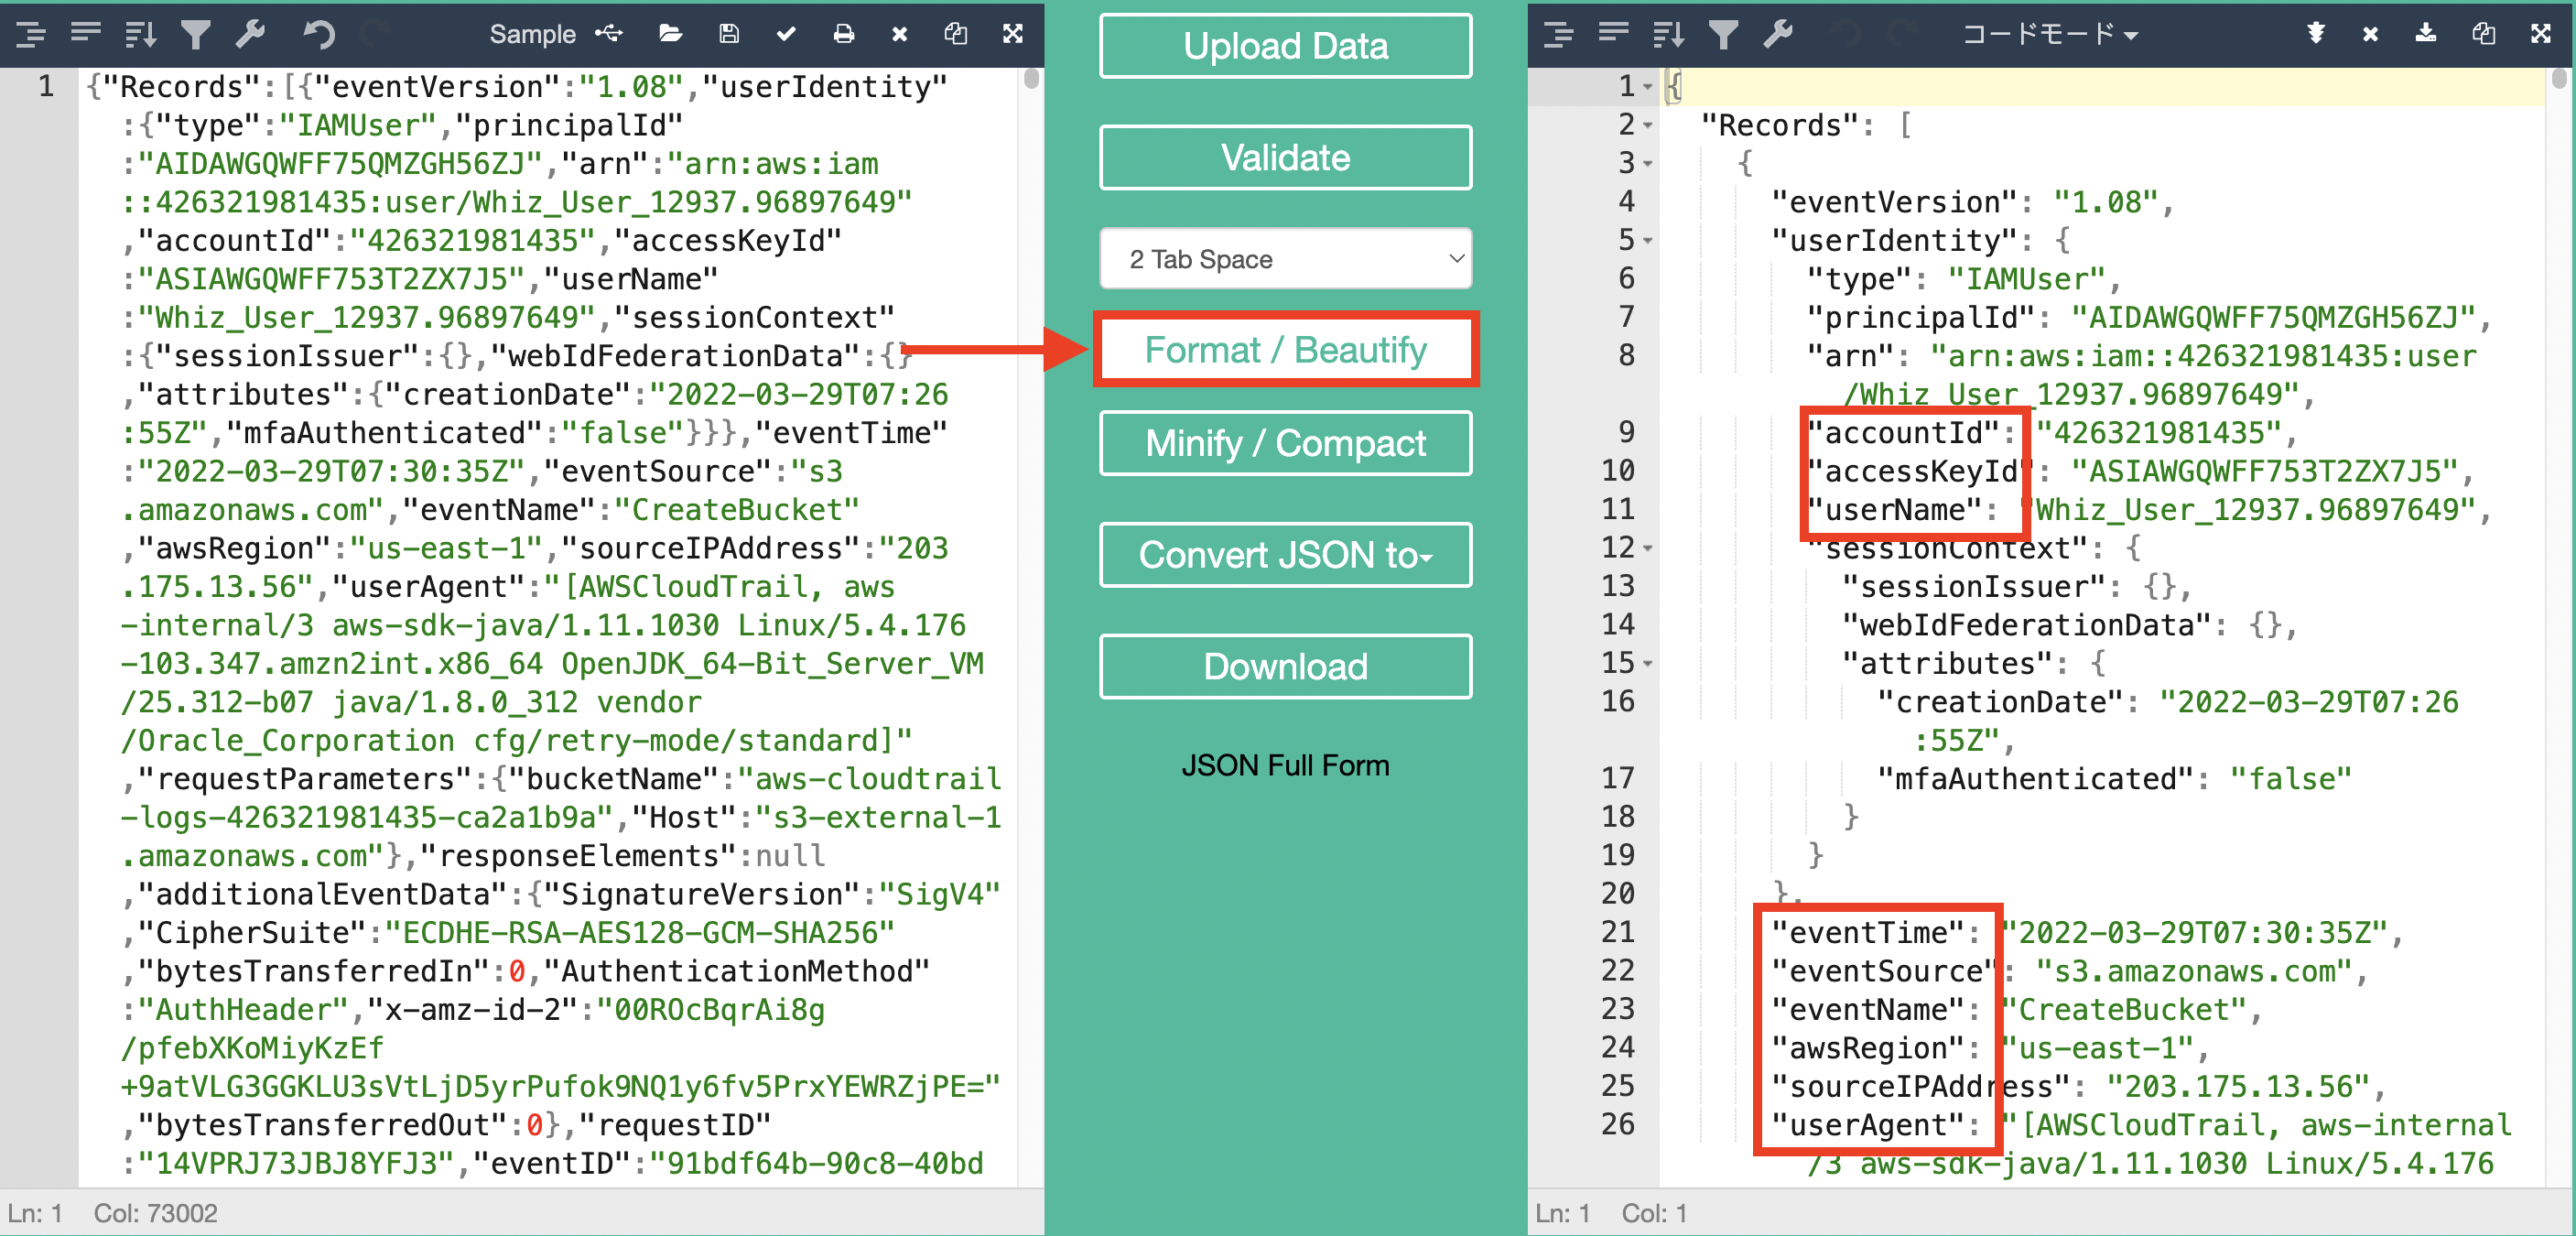 Sample
1
{"Records":[{"eventVersion":"1.08","userIdentity"
:{"type":"IAMUser","principalId"
:"AIDAWGQWFF75QMZGH56ZJ","arn":"arn:aws:iam
::426321981435:user/Whiz_User_12937.96897649"
,"accountId":"426321981435","accessKeyId"
:"ASIAWGQWFF753T2ZX7J5","userName"
:"Whiz_User_12937.96897649","sessionContext"
:{"sessionIssuer":{},"webIdFederationData":{}
,"attributes":{"creationDate":"2022-03-29T07:26
:55Z","mfaAuthenticated":"false"}}},"eventTime"
:"2022-03-29T07:30:35Z","eventSource":"s3
.amazonaws.com","eventName":"CreateBucket"
,"awsRegion":"us-east-1","sourceIPAddress":"203
.175.13.56","userAgent":"[AWSCloudTrail, aws
-internal/3 aws-sdk-java/1.11.1030 Linux/5.4.176
-103.347.amzn2int.x86_64 OpenJDK_64-Bit_Server_VM
/25.312-b07 java/1.8.0_312 vendor
/Oracle_Corporation cfg/retry-mode/standard]"
,"requestParameters":{"bucketName":"aws-cloudtrail
-logs-426321981435-ca2a1b9a","Host":"s3-external-1
.amazonaws.com"},"responseElements":null
,"additionalEventData":{"SignatureVersion":"SigV4"
,"CipherSuite":"ECDHE-RSA-AES128-GCM-SHA256"
,"bytesTransferredIn":0,"AuthenticationMethod"
:"AuthHeader","x-amz-id-2":"00ROcBqrAi8g
/pfebXKoMiyKzEf
+9atVLG3GGKLU3sVtLjD5yrPufok9NQ1y6fv5PrxYEWRZjPE="
,"bytesTransferredOut":0},"requestID"
:"14VPRJ73JBJ8YFJ3","eventID":"91bdf64b-90c8-40bd
Ln: 1 Col: 73002
Upload Data
Validate
2 Tab Space
Format / Beautify
Minify / Compact
Convert JSON to
Download
JSON Full Form
コードモード
1 {
2 "Records": [
3 {
4 "eventVersion": "1.08",
5 "userIdentity": {
6 "type": "IAMUser",
7 "principalId": "AIDAWGQWFF75QMZGH56ZJ",
8 "arn": "arn:aws:iam::426321981435:user
/Whiz_User_12937.96897649",
9 "accountId": "426321981435",
10 "accessKeyId": "ASIAWGQWFF753T2ZX7J5",
11 "userName": "Whiz_User_12937.96897649",
12 "sessionContext": {
13 "sessionIssuer": {},
14 "webIdFederationData": {},
15 "attributes": {
16 "creationDate": "2022-03-29T07:26
:55Z",
17 "mfaAuthenticated": "false"
18 }
19 }
20 },
21 "eventTime": "2022-03-29T07:30:35Z",
22 "eventSource": "s3.amazonaws.com",
23 "eventName": "CreateBucket",
24 "awsRegion": "us-east-1",
25 "sourceIPAddress": "203.175.13.56",
26 "userAgent": "[AWSCloudTrail, aws-internal
/3 aws-sdk-java/1.11.1030 Linux/5.4.176
Ln: 1 Col: 1